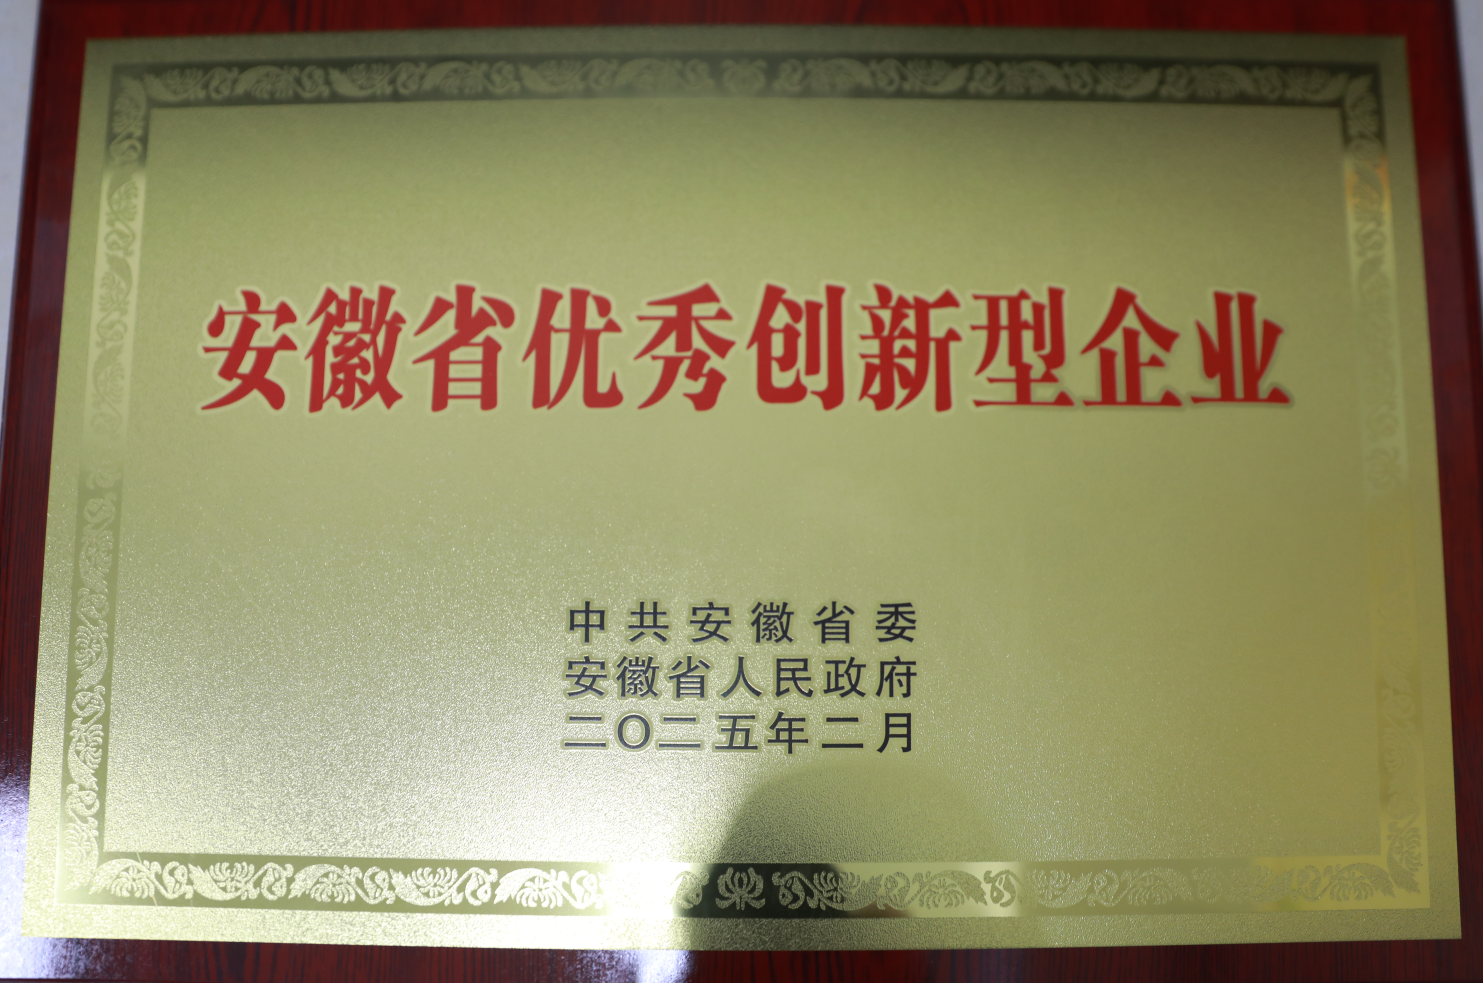 安徽省优秀创新型企业
中共安徽省委
安徽省人民政府
二〇二五年二月